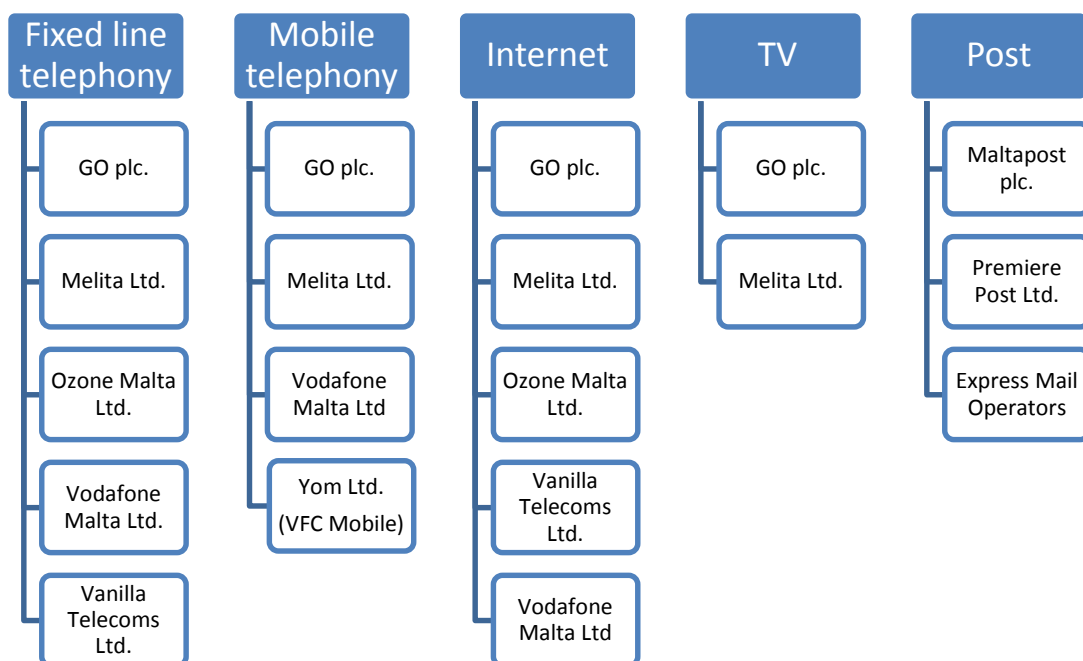 Fixed line
telephony
GO plc.
Melita Ltd.
Ozone Malta
Ltd.
Vodafone
Malta Ltd.
Vanilla
Telecoms
Ltd.
Mobile
telephony
GO plc.
Melita Ltd.
Vodafone
Malta Ltd
Yom Ltd.
(VFC Mobile)
Internet
GO plc.
Melita Ltd.
Ozone Malta
Ltd.
Vanilla
Telecoms
Ltd.
Vodafone
Malta Ltd
TV
GO plc.
Melita Ltd.
Post
Maltapost
plc.
Premiere
Post Ltd.
Express Mail
Operators